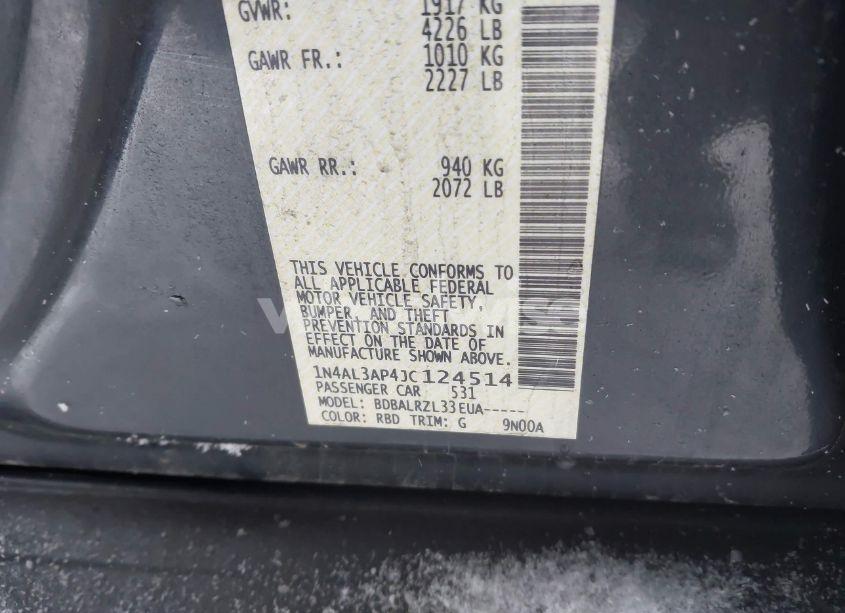 GVWR: 1917 KG
4226 LB
GAWR FR.: 1010 KG
2227 LB
GAWR RR.: 940 KG
2072 LB
THIS VEHICLE CONFORMS TO
ALL APPLICABLE FEDERAL
MOTOR VEHICLE SAFETY,
BUMPER, AND THEFT
PREVENTION STANDARDS IN
EFFECT ON THE DATE OF
MANUFACTURE SHOWN ABOVE.
1N4AL3AP4JC124514
PASSENGER CAR 531
MODEL: BDBALRZL33EUA-----
COLOR: RBD TRIM: G 9N00A